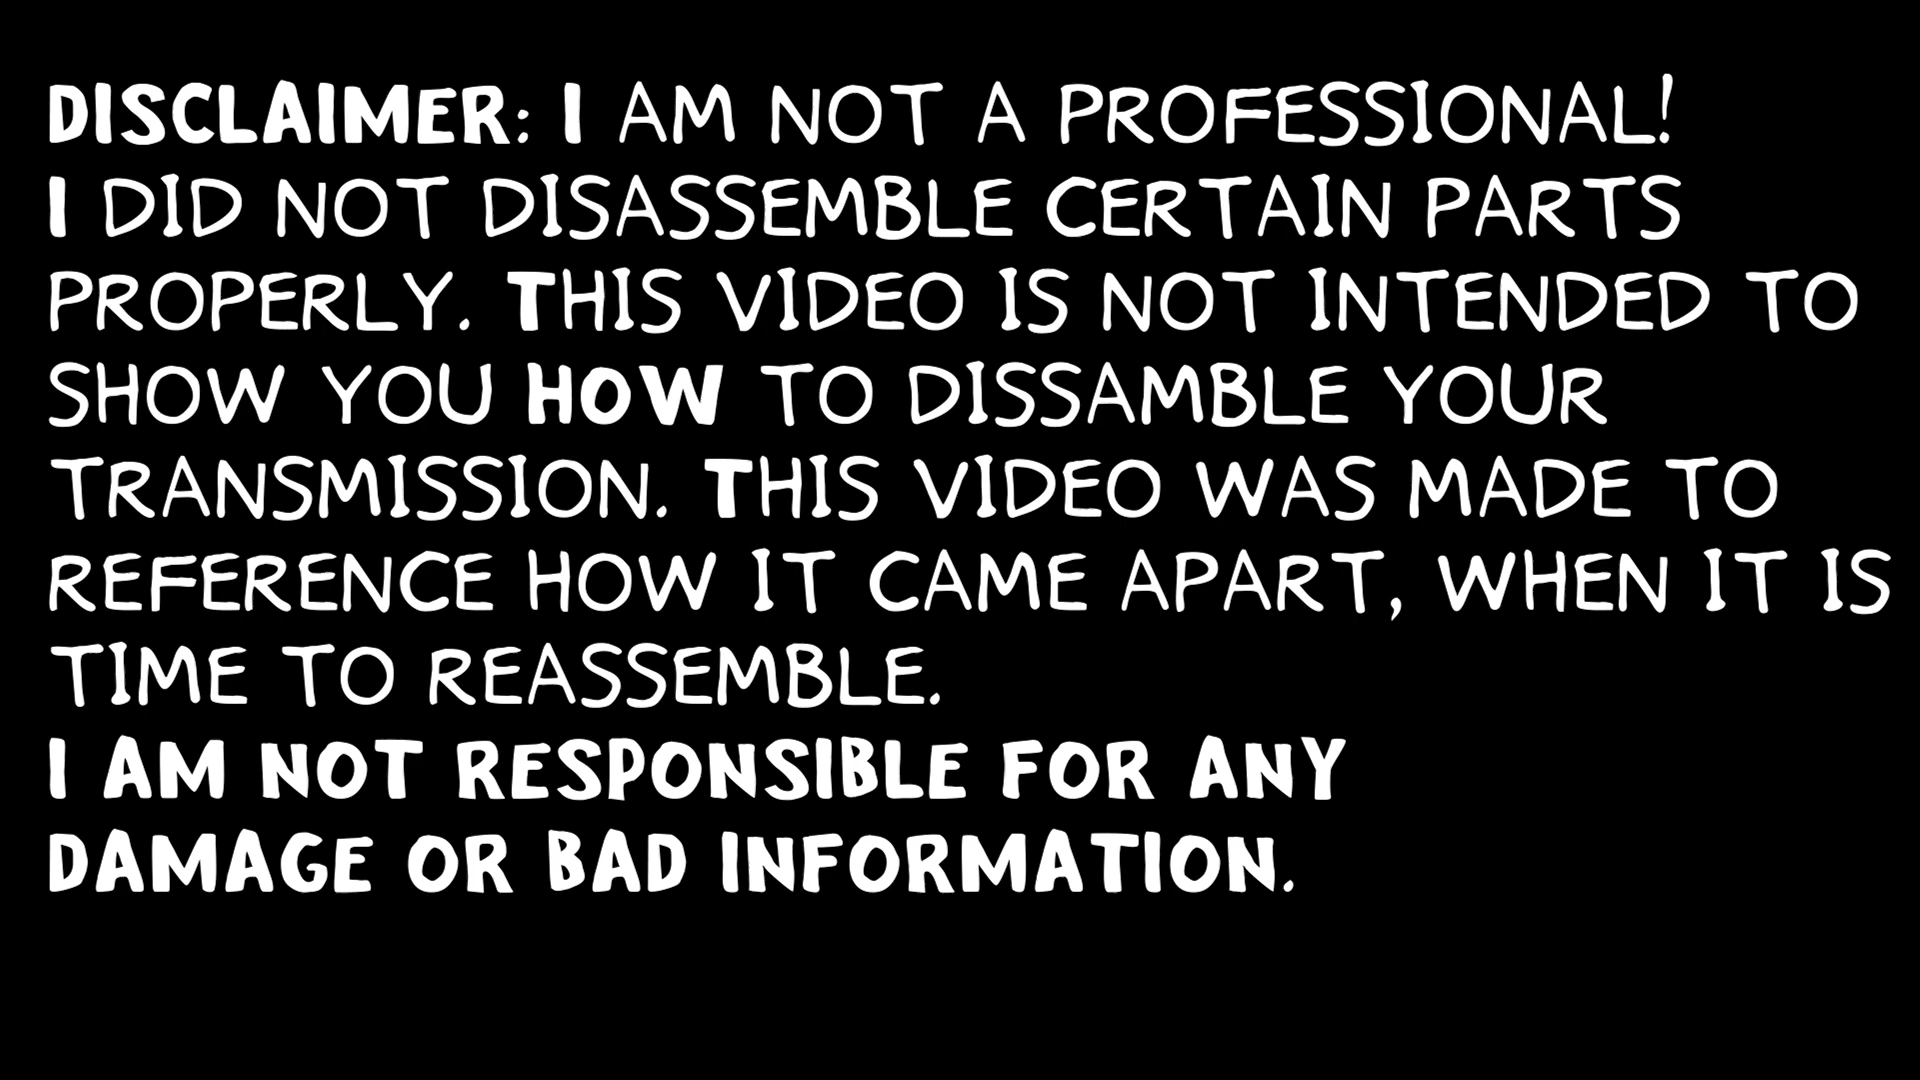 DISCLAIMER: I AM NOT A PROFESSIONAL!
I DID NOT DISASSEMBLE CERTAIN PARTS
PROPERLY. THIS VIDEO IS NOT INTENDED TO
SHOW YOU HOW TO DISSAMBLE YOUR
TRANSMISSION. THIS VIDEO WAS MADE TO
REFERENCE HOW IT CAME APART, WHEN IT IS
TIME TO REASSEMBLE.
I AM NOT RESPONSIBLE FOR ANY
DAMAGE OR BAD INFORMATION.